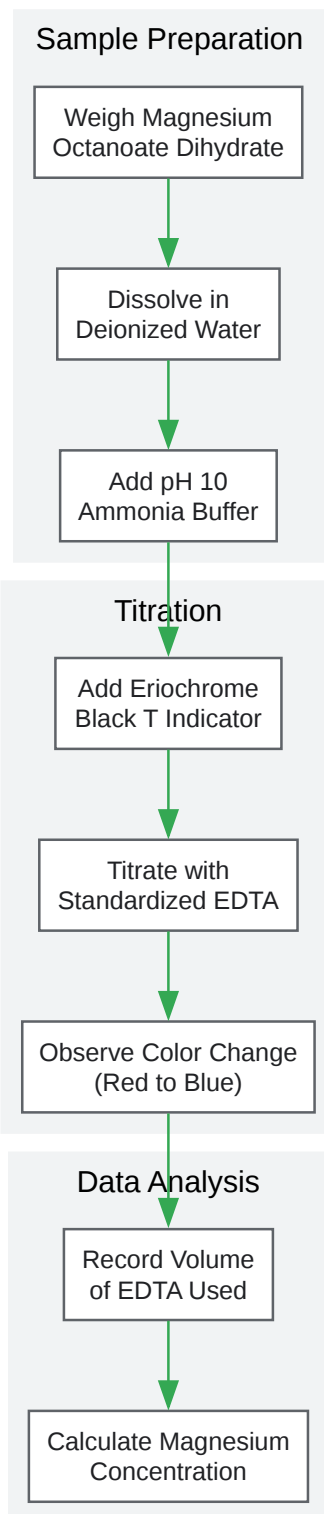 Sample Preparation
Weigh Magnesium
Octanoate Dihydrate
Dissolve in
Deionized Water
Add pH 10
Ammonia Buffer
Titration
Add Eriochrome
Black T Indicator
Titrate with
Standardized EDTA
Observe Color Change
(Red to Blue)
Data Analysis
Record Volume
of EDTA Used
Calculate Magnesium
Concentration